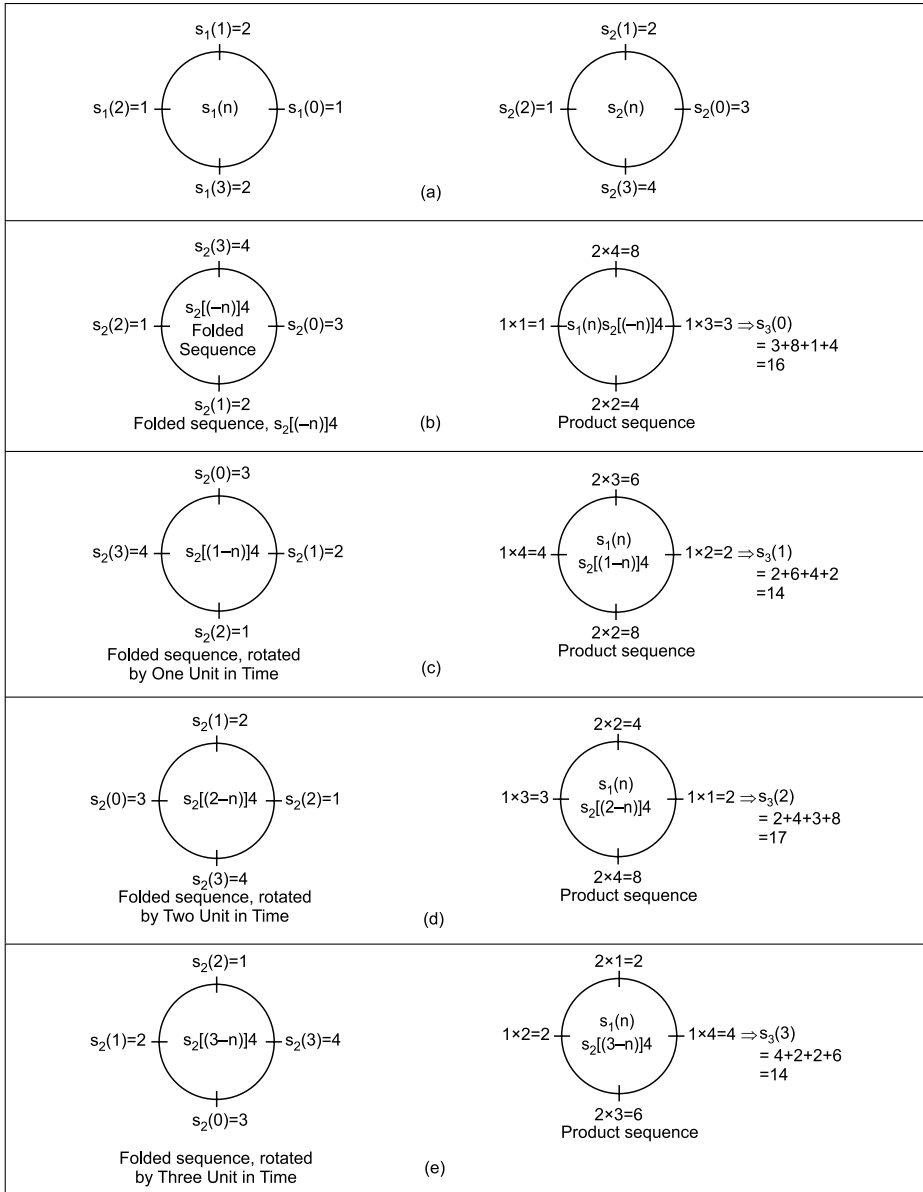 s₁(1)=2
s₁(2)=1 s₁(n) s₁(0)=1
s₁(3)=2
s₂(1)=2
s₂(2)=1 s₂(n) s₂(0)=3
s₂(3)=4
(a)
s₂(3)=4
s₂(2)=1 s₂[(–n)]4 s₂(0)=3
Folded
Sequence
s₂(1)=2
Folded sequence, s₂[(–n)]4
(b)
2×4=8
1×1=1 s₁(n)s₂[(–n)]4 1×3=3 ⇒s₃(0)
= 3+8+1+4
=16
2×2=4
Product sequence
s₂(0)=3
s₂(3)=4 s₂[(1–n)]4 s₂(1)=2
s₂(2)=1
Folded sequence, rotated
by One Unit in Time
(c)
2×3=6
s₁(n)
1×4=4 s₂[(1–n)]4 1×2=2 ⇒s₃(1)
= 2+6+4+2
=14
2×2=8
Product sequence
s₂(1)=2
s₂(0)=3 s₂[(2–n)]4 s₂(2)=1
s₂(3)=4
Folded sequence, rotated
by Two Unit in Time
(d)
2×2=4
s₁(n)
1×3=3 s₂[(2–n)]4 1×1=2 ⇒s₃(2)
= 2+4+3+8
=17
2×4=8
Product sequence
s₂(2)=1
s₂(1)=2 s₂[(3–n)]4 s₂(3)=4
s₂(0)=3
Folded sequence, rotated
by Three Unit in Time
(e)
2×1=2
s₁(n)
1×2=2 s₂[(3–n)]4 1×4=4 ⇒s₃(3)
= 4+2+2+6
=14
2×3=6
Product sequence